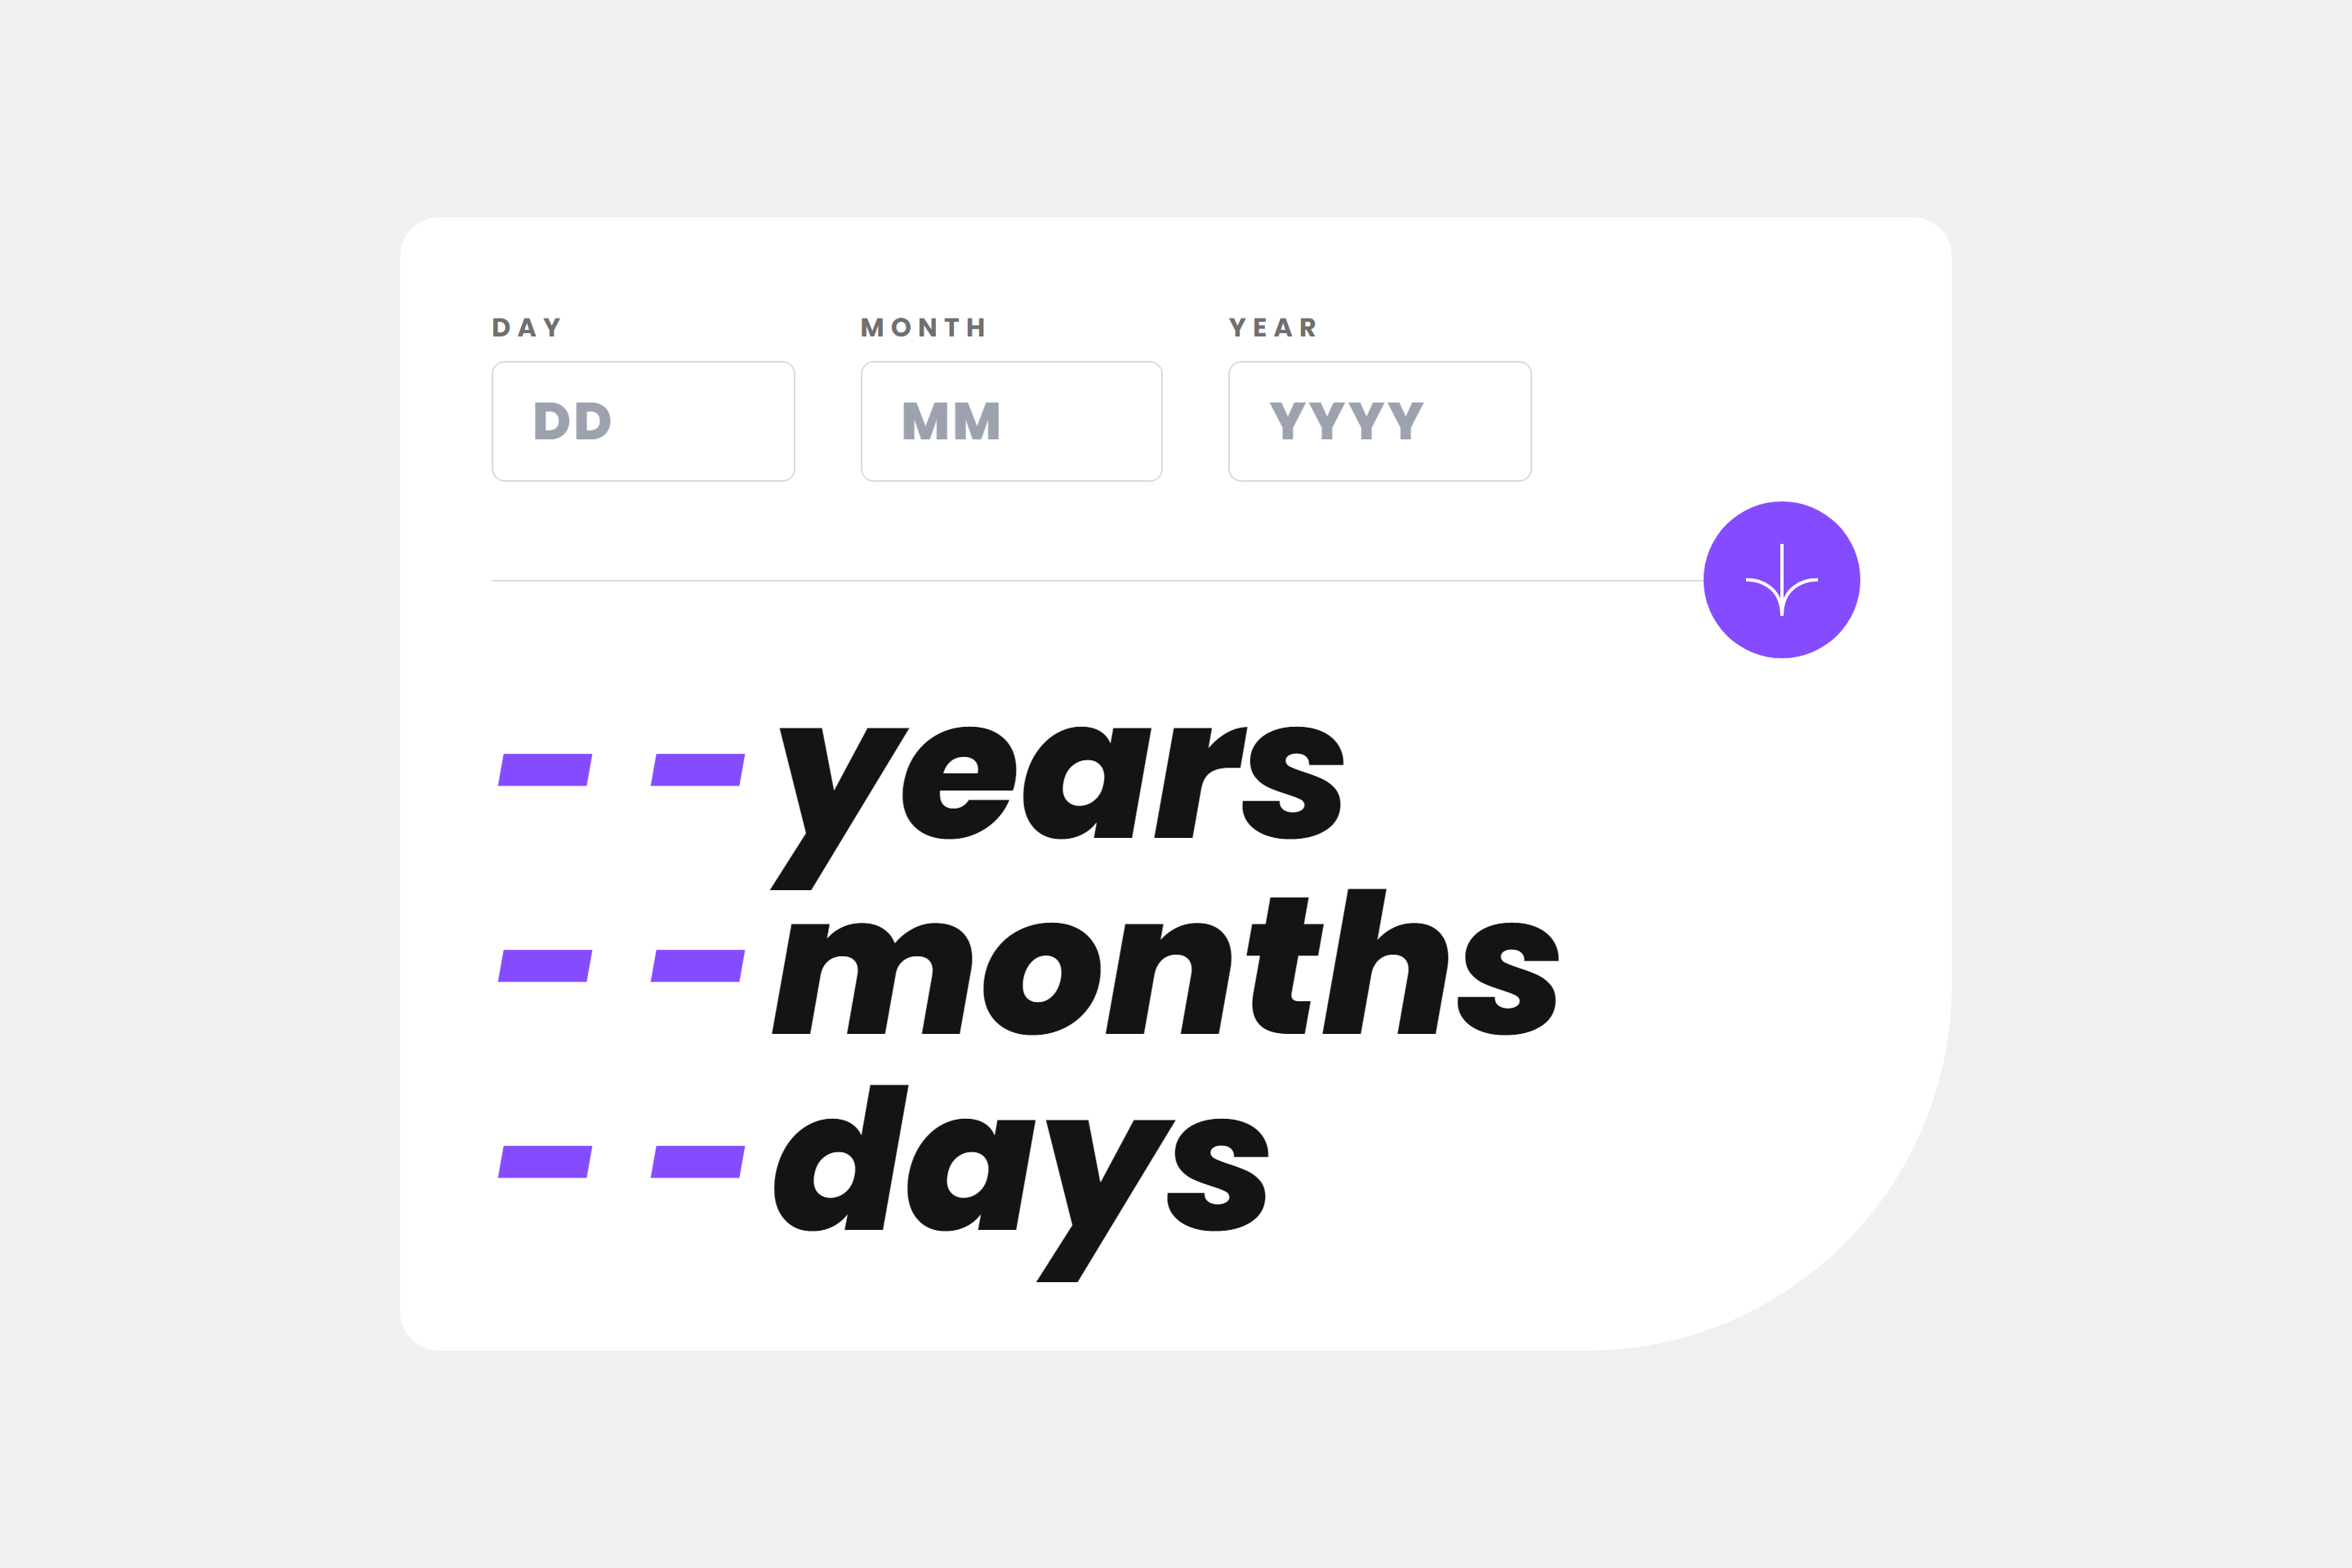 DAY MONTH YEAR
DD MM YYYY
- - years
- - months
- - days